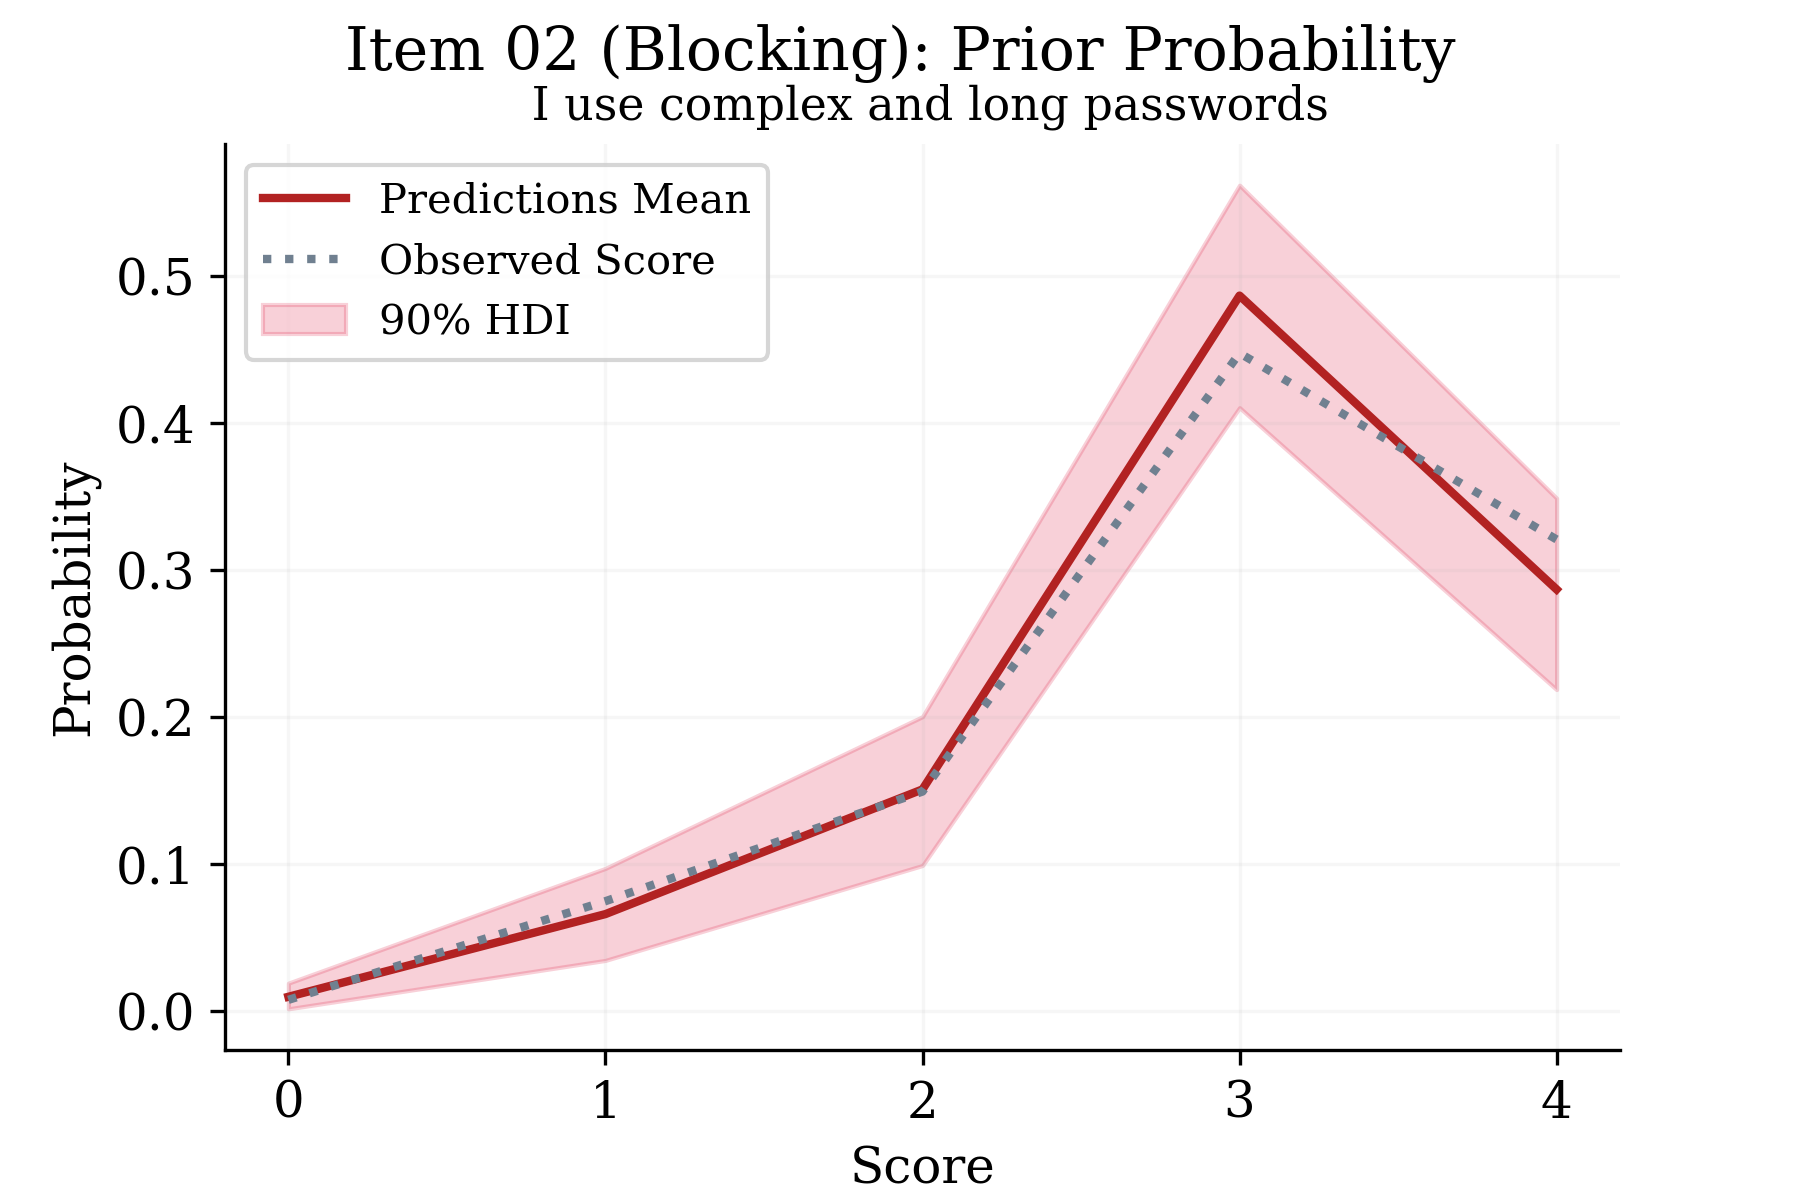 Item 02 (Blocking): Prior Probability
I use complex and long passwords
Predictions Mean
Observed Score
90% HDI
Probability
0.5
0.4
0.3
0.2
0.1
0.0
0 1 2 3 4
Score